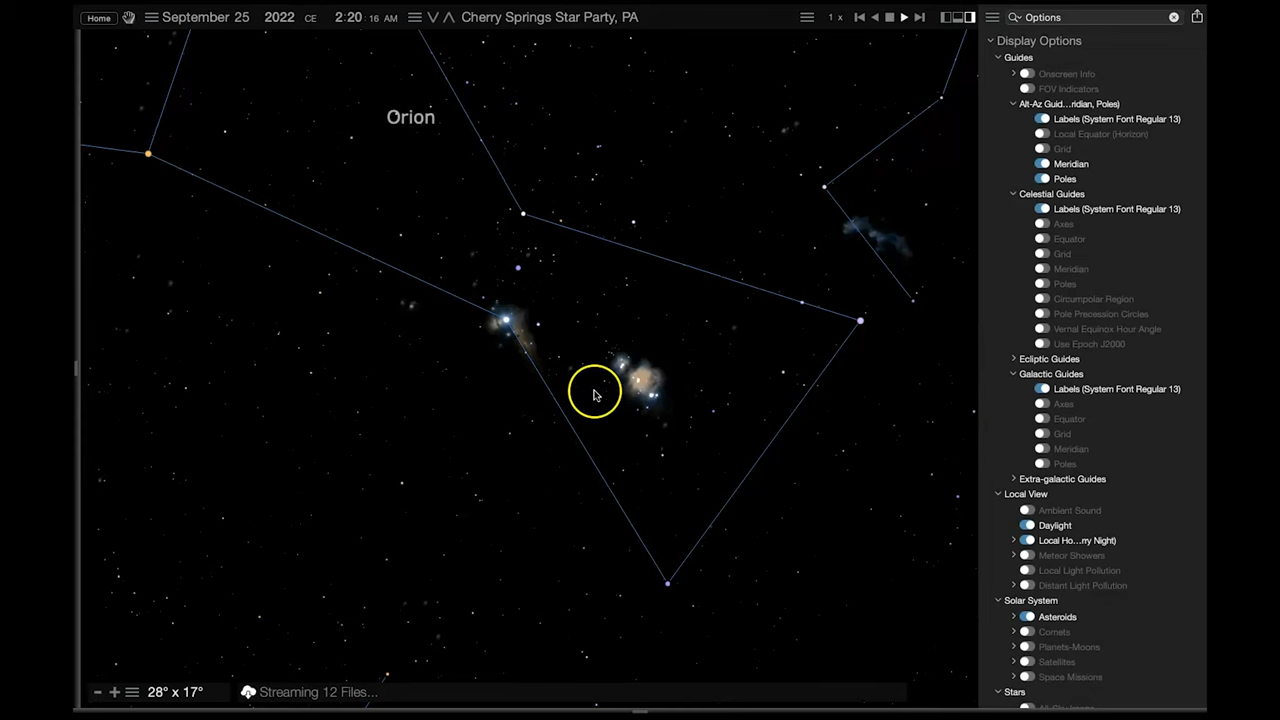 Home September 25 2022 CE 2:20:16 AM Cherry Springs Star Party, PA 1 x Options
Display Options
Guides
Onscreen Info
FOV Indicators
Alt-Az Guid...ridian, Poles)
Labels (System Font Regular 13)
Local Equator (Horizon)
Grid
Meridian
Poles
Celestial Guides
Labels (System Font Regular 13)
Axes
Equator
Grid
Meridian
Poles
Circumpolar Region
Pole Precession Circles
Vernal Equinox Hour Angle
Use Epoch J2000
Ecliptic Guides
Galactic Guides
Labels (System Font Regular 13)
Axes
Equator
Grid
Meridian
Poles
Extra-galactic Guides
Local View
Ambient Sound
Daylight
Local Ho...rry Night)
Meteor Showers
Local Light Pollution
Distant Light Pollution
Solar System
Asteroids
Comets
Planets-Moons
Satellites
Space Missions
Stars
Orion
28° x 17° Streaming 12 Files...